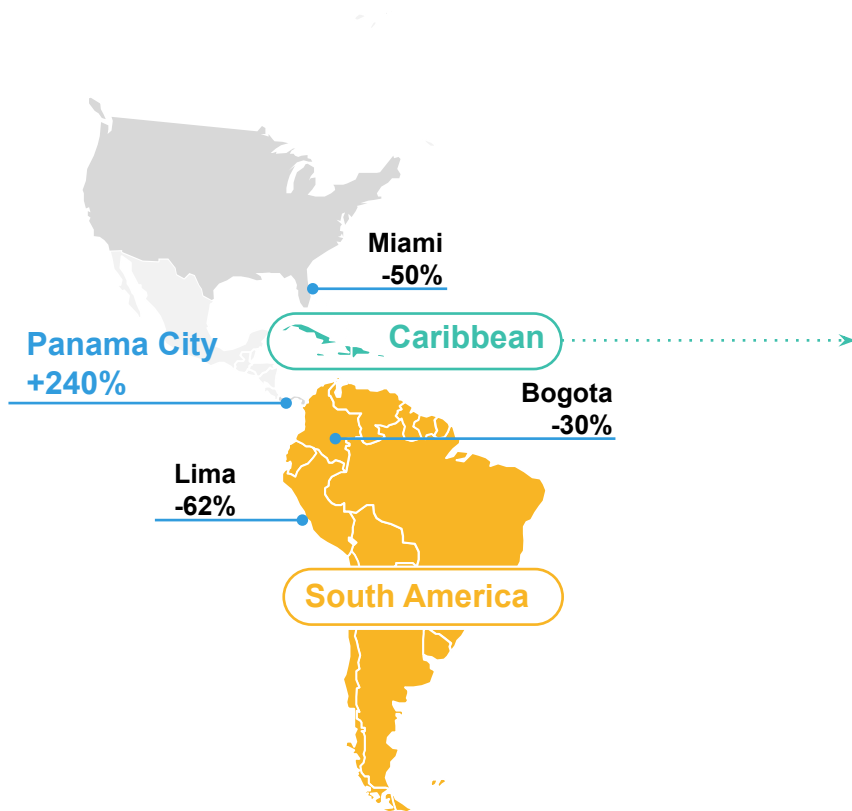 Miami
-50%
Caribbean
Panama City
+240%
Bogota
-30%
Lima
-62%
South America